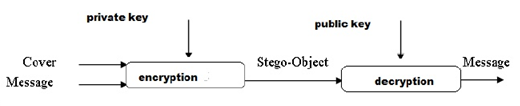 private key
public key
Cover
Message
encryption
Stego-Object
decryption
Message